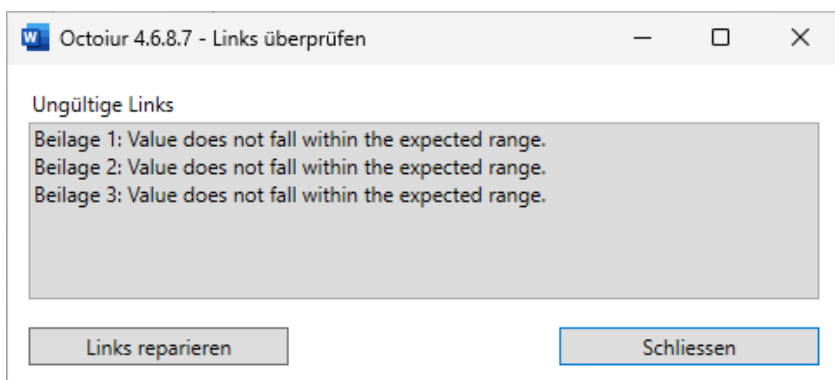 Octoiur 4.6.8.7 - Links überprüfen
Ungültige Links
Beilage 1: Value does not fall within the expected range.
Beilage 2: Value does not fall within the expected range.
Beilage 3: Value does not fall within the expected range.
Links reparieren
Schliessen